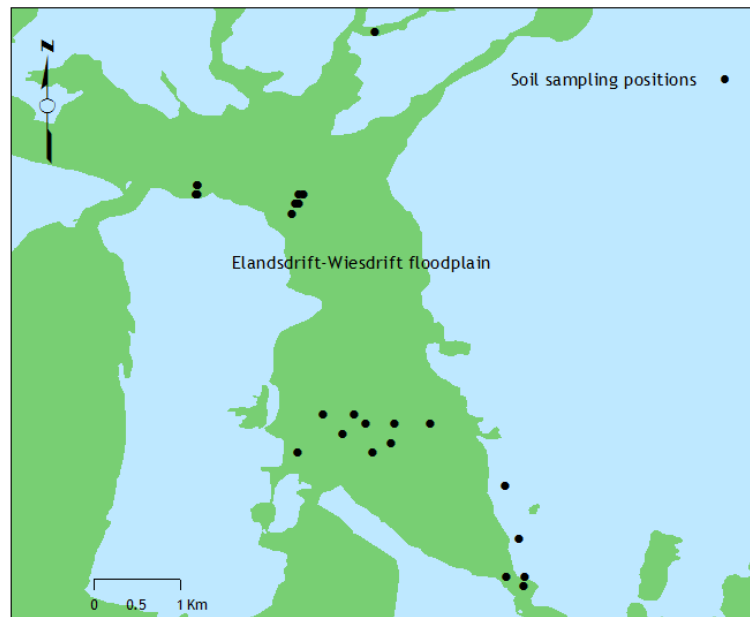 N
Soil sampling positions
Elandsdrift-Wiesdrift floodplain
0 0.5 1 Km